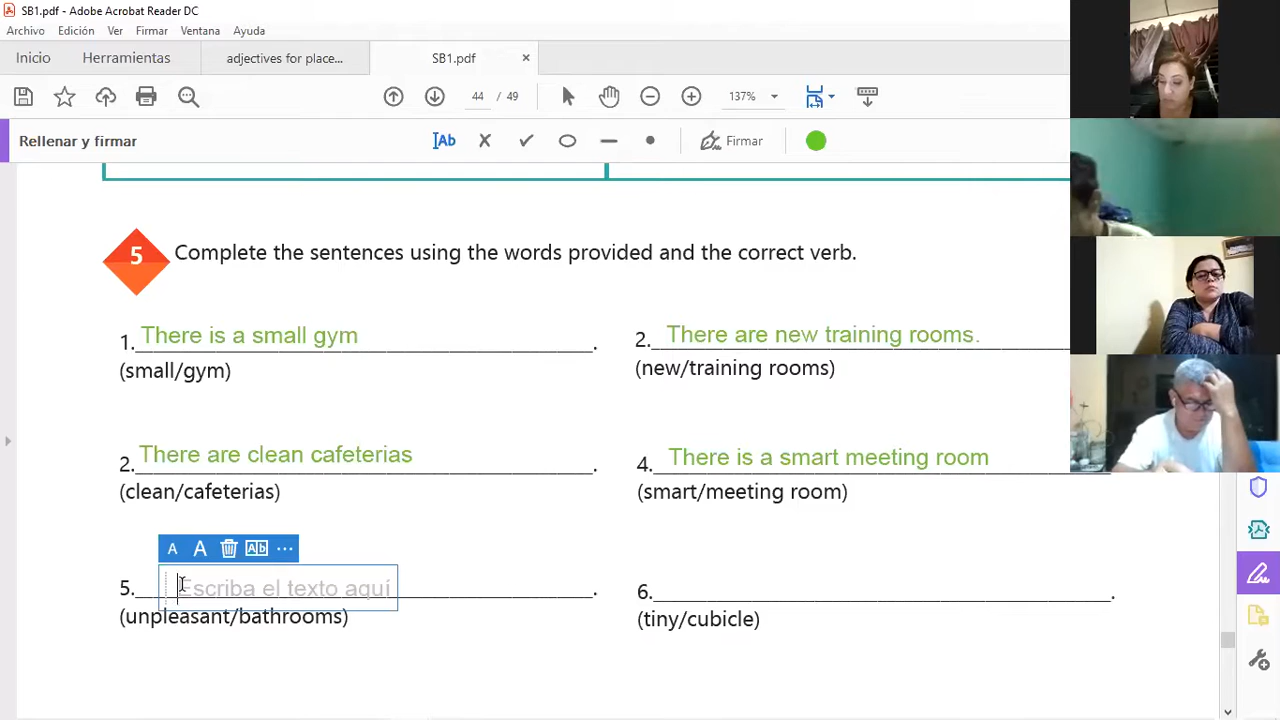 SB1.pdf - Adobe Acrobat Reader DC
Archivo Edición Ver Firmar Ventana Ayuda
Inicio Herramientas adjectives for place... SB1.pdf ×
44 / 49 137%
Rellenar y firmar Ab Firmar
5 Complete the sentences using the words provided and the correct verb.
1. There is a small gym.
(small/gym)
2. There are new training rooms.
(new/training rooms)
2. There are clean cafeterias.
(clean/cafeterias)
4. There is a smart meeting room
(smart/meeting room)
A A Ab ...
5. Escriba el texto aquí.
(unpleasant/bathrooms)
6. .
(tiny/cubicle)